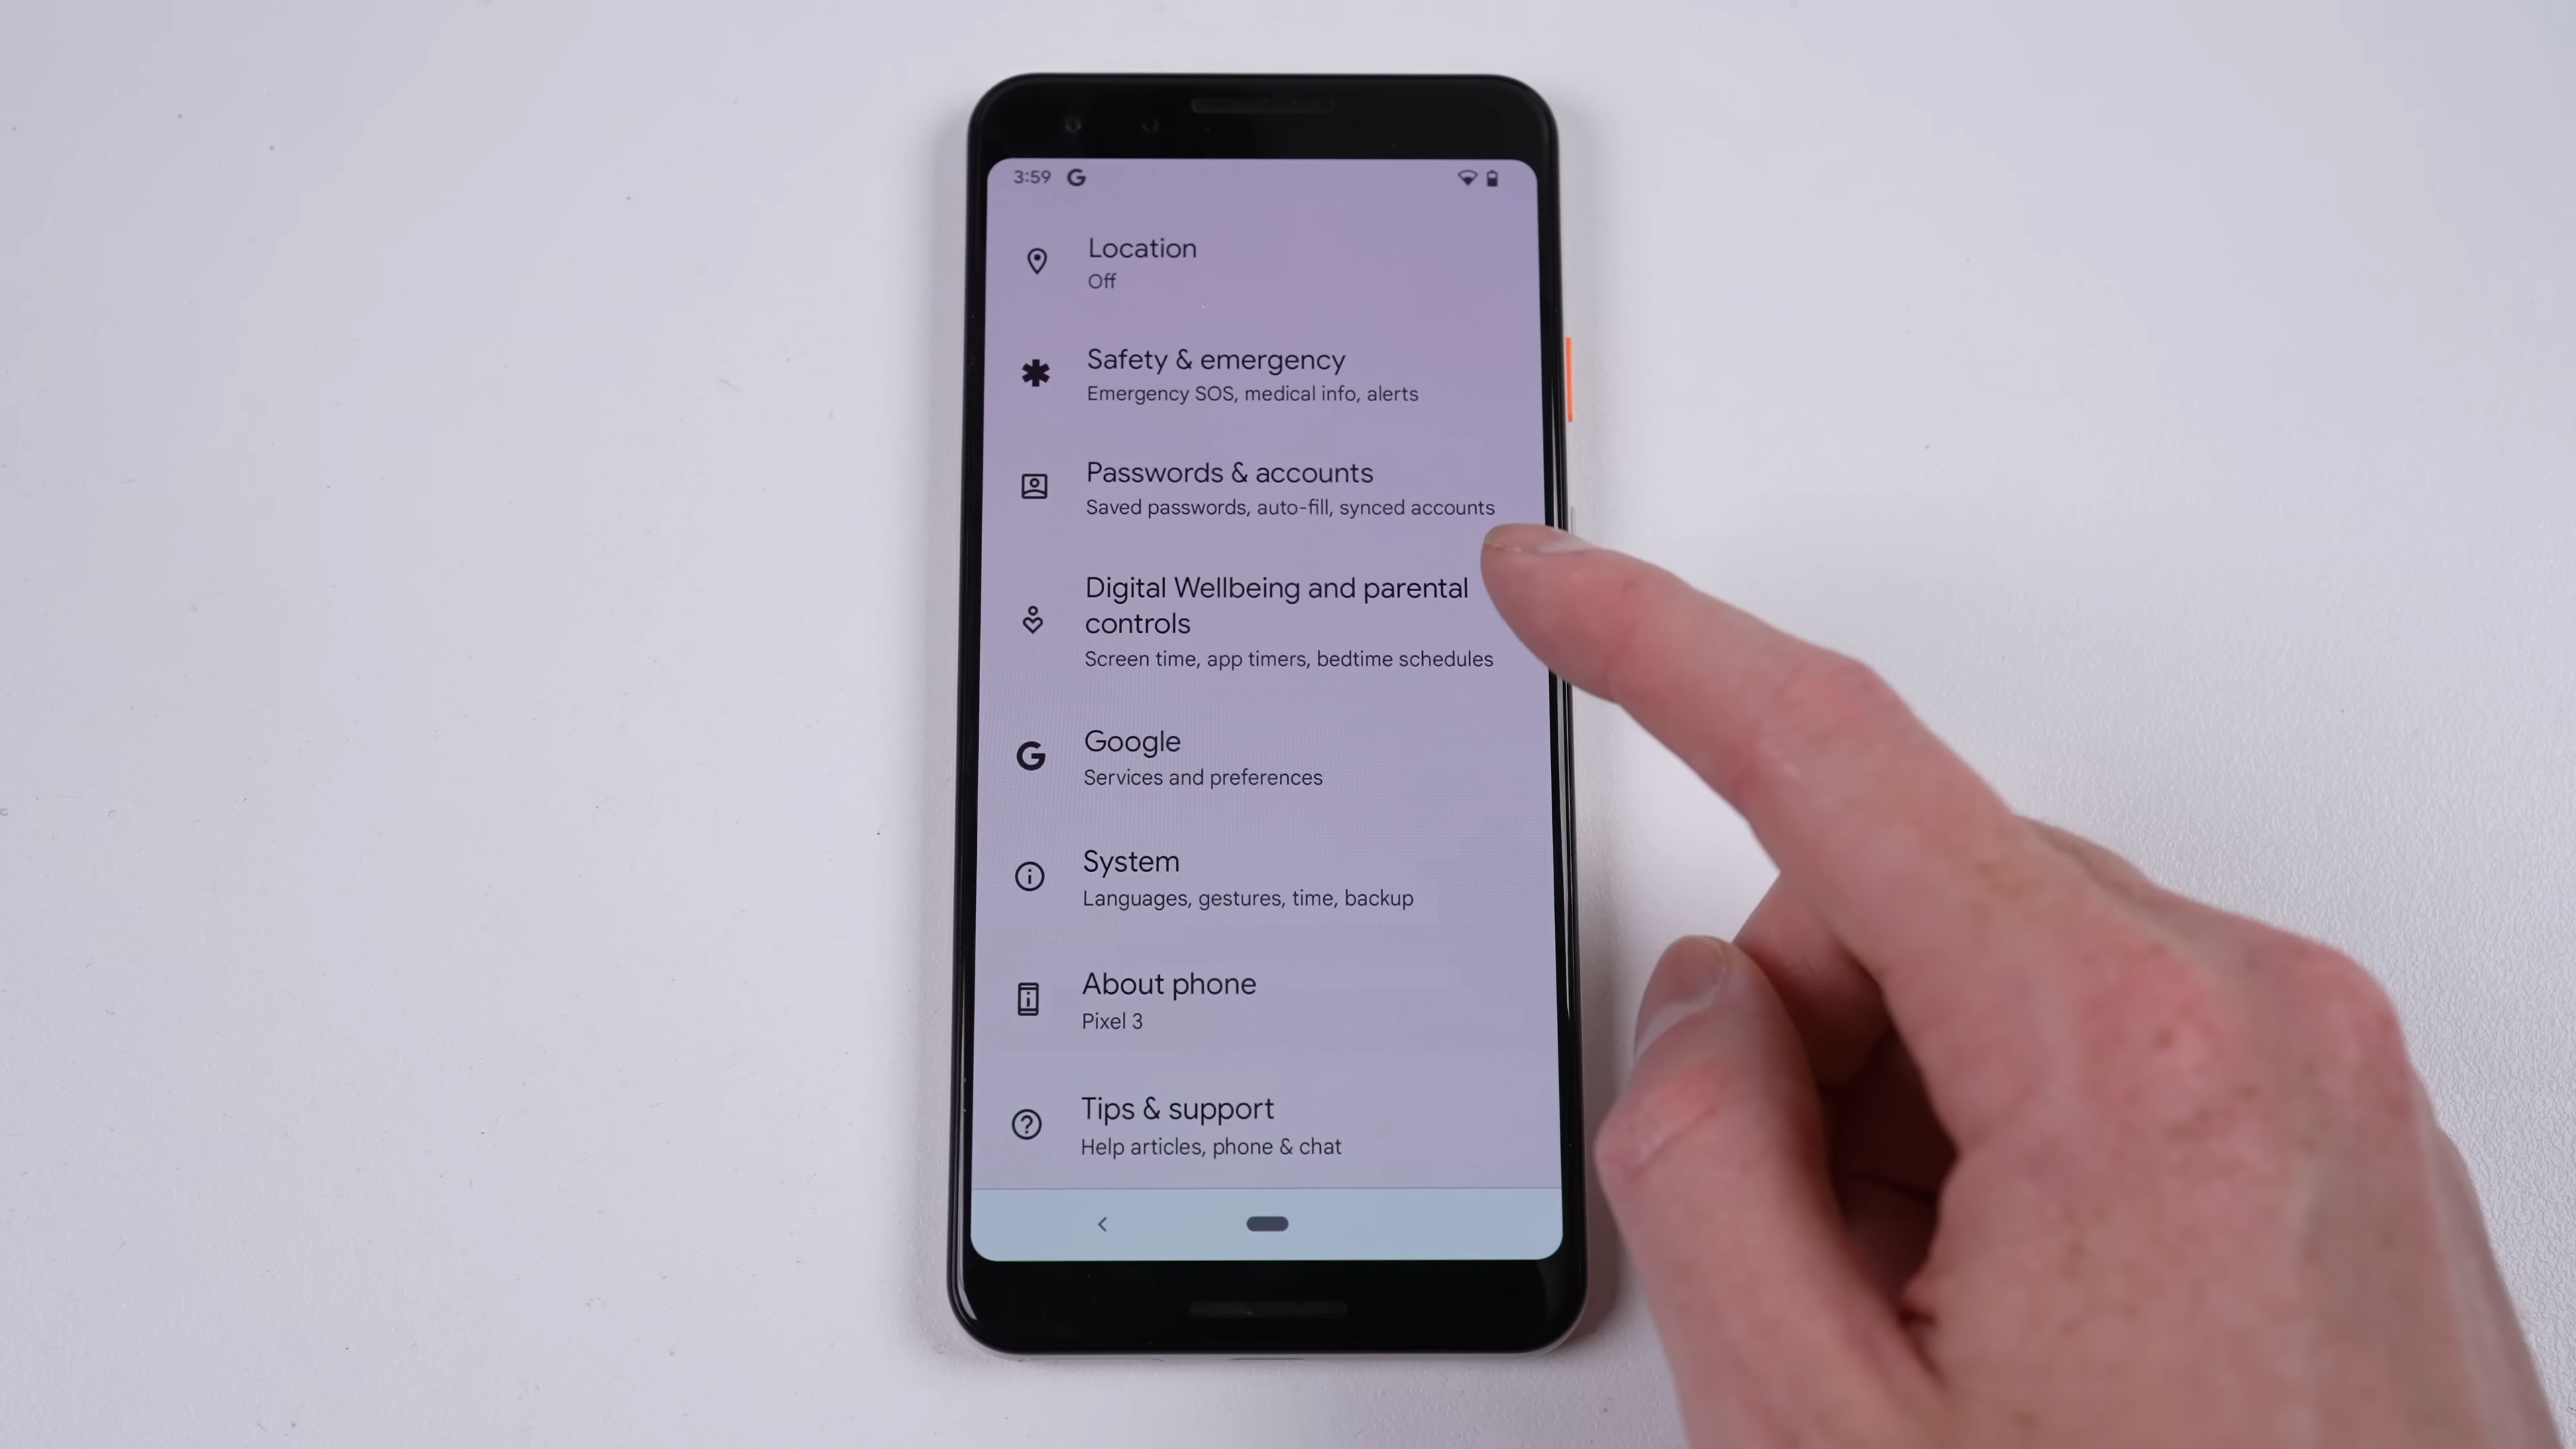 3:59 G
Location
Off
Safety & emergency
Emergency SOS, medical info, alerts
Passwords & accounts
Saved passwords, auto-fill, synced accounts
Digital Wellbeing and parental
controls
Screen time, app timers, bedtime schedules
G
Google
Services and preferences
System
Languages, gestures, time, backup
About phone
Pixel 3
Tips & support
Help articles, phone & chat